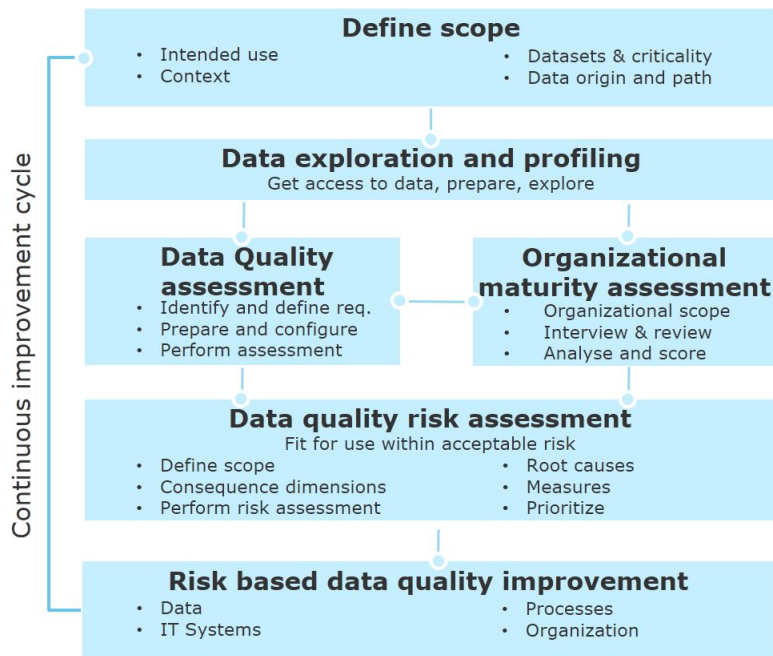 Define scope
• Intended use
• Context
• Datasets & criticality
• Data origin and path
Data exploration and profiling
Get access to data, prepare, explore
Data Quality
assessment
• Identify and define req.
• Prepare and configure
• Perform assessment
Organizational
maturity assessment
• Organizational scope
• Interview & review
• Analyse and score
Data quality risk assessment
Fit for use within acceptable risk
• Define scope
• Consequence dimensions
• Perform risk assessment
• Root causes
• Measures
• Prioritize
Risk based data quality improvement
• Data
• IT Systems
• Processes
• Organization
Continuous improvement cycle